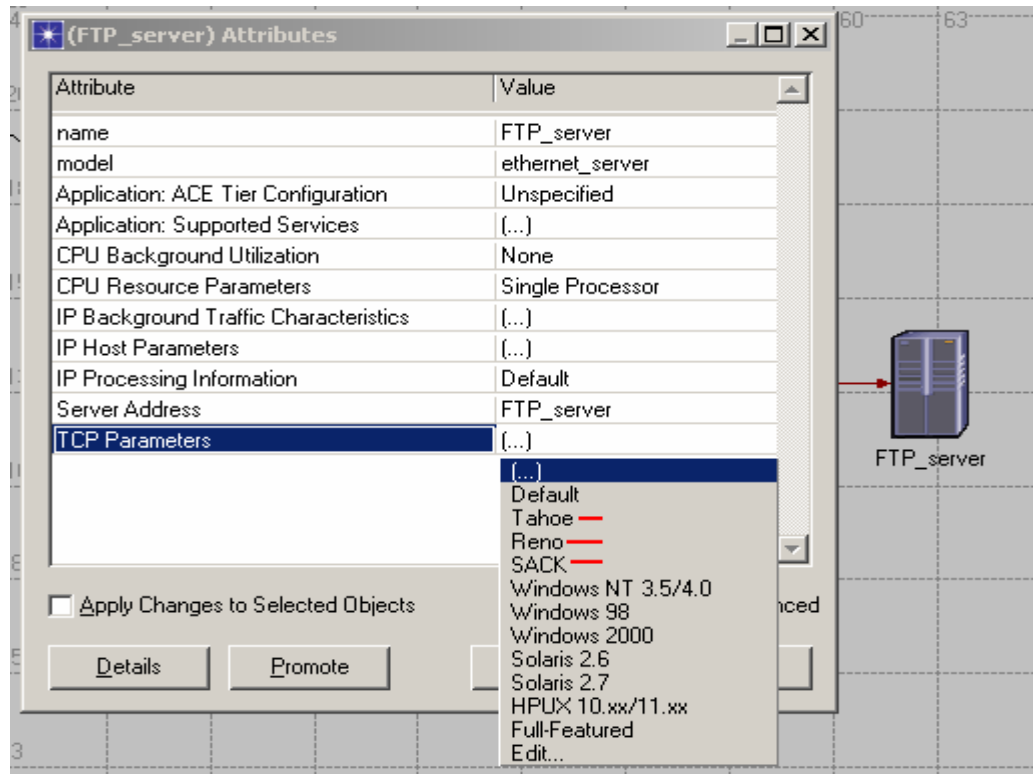 (FTP_server) Attributes
60
63
Attribute Value
name FTP_server
model ethernet_server
Application: ACE Tier Configuration Unspecified
Application: Supported Services (...)
CPU Background Utilization None
CPU Resource Parameters Single Processor
IP Background Traffic Characteristics (...)
IP Host Parameters (...)
IP Processing Information Default
Server Address FTP_server
TCP Parameters (...)
FTP_server
(...)
Default
Tahoe
Reno
SACK
Windows NT 3.5/4.0
Windows 98
Windows 2000
Solaris 2.6
Solaris 2.7
HPUX 10.xx/11.xx
Full-Featured
Edit...
Apply Changes to Selected Objects
Details Promote